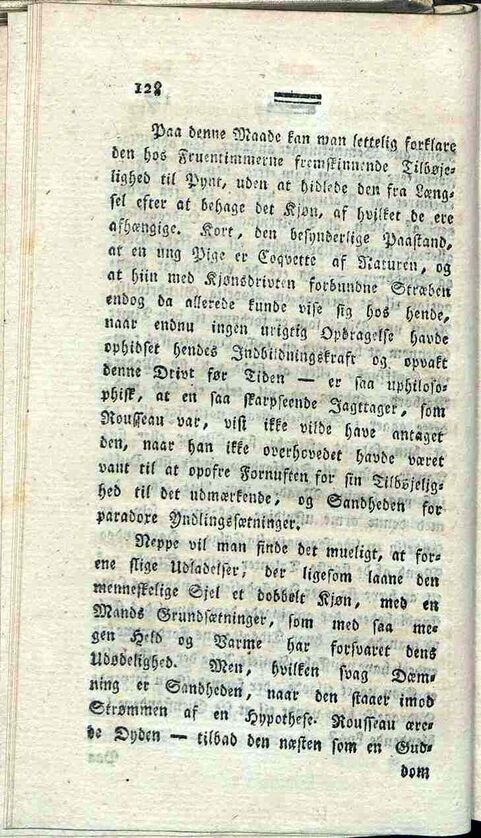 128
Paa denne Maade kan man lettelig forklare
den hos Fruentimmerne fremskinnende Tilbøje-
lighed til Pynt, uden at hidlede den fra Læng-
sel efter at behage det Kjøn, af hvilket de ere
afhængige. Kort, den besynderlige Paastand,
at en ung Pige er Coqvette af Naturen, og
at hiin med Kjønsdrivten forbundne Stræben
endog da allerede kunde vise sig hos hende,
naar endnu ingen urigtig Opdragelse havde
ophidset hendes Indbildningskraft og opvakt
denne Drivt før Tiden — er saa uphiloso-
phisk, at en saa skarpseende Jagttager, som
Rousseau var, vist ikke vilde have antaget
den, naar han ikke overhovedet havde været
vant til at opofre Fornuften for sin Tilbøjelig-
hed til det udmærkende, og Sandheden for
paradoxe Yndlingssætninger.
Neppe vil man finde det mueligt, at for-
ene slige Udladelser, der ligesom laane den
menneskelige Sjel et dobbelt Kjøn, med en
Mands Grundsætninger, som med saa me-
gen Held og Varme har forsvaret dens
Udødelighed. Men, hvilken svag Dæm-
ning er Sandheden, naar den staaer imod
Strømmen af en Hypothese. Rousseau ære-
de Dyden — tilbad den næsten som en Gud-
dom